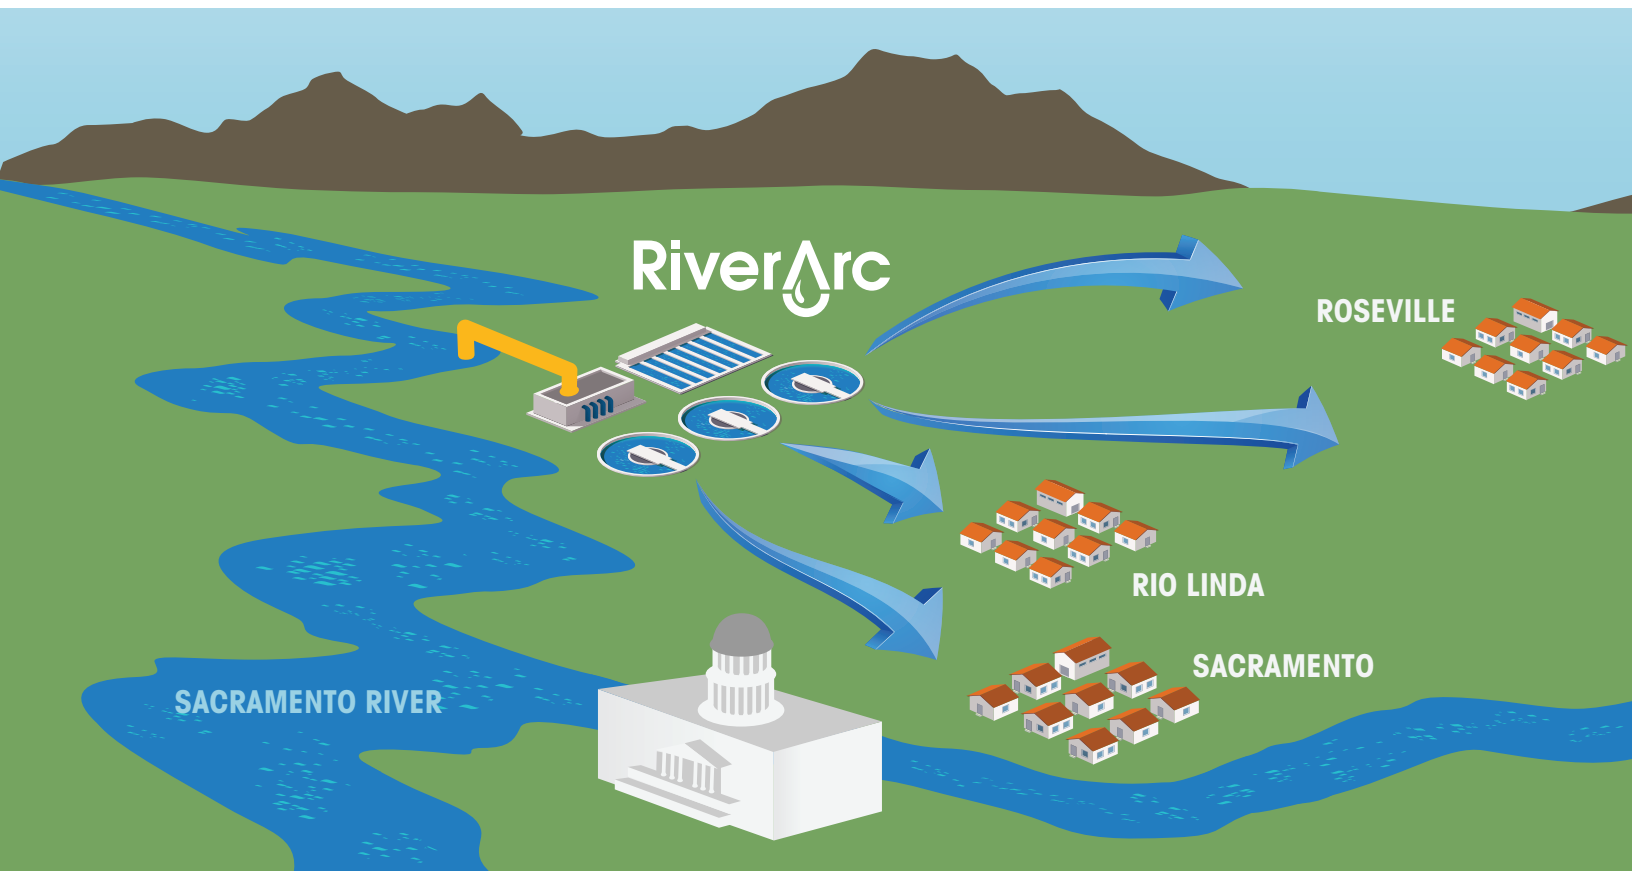 RiverArc
ROSEVILLE
RIO LINDA
SACRAMENTO
SACRAMENTO RIVER